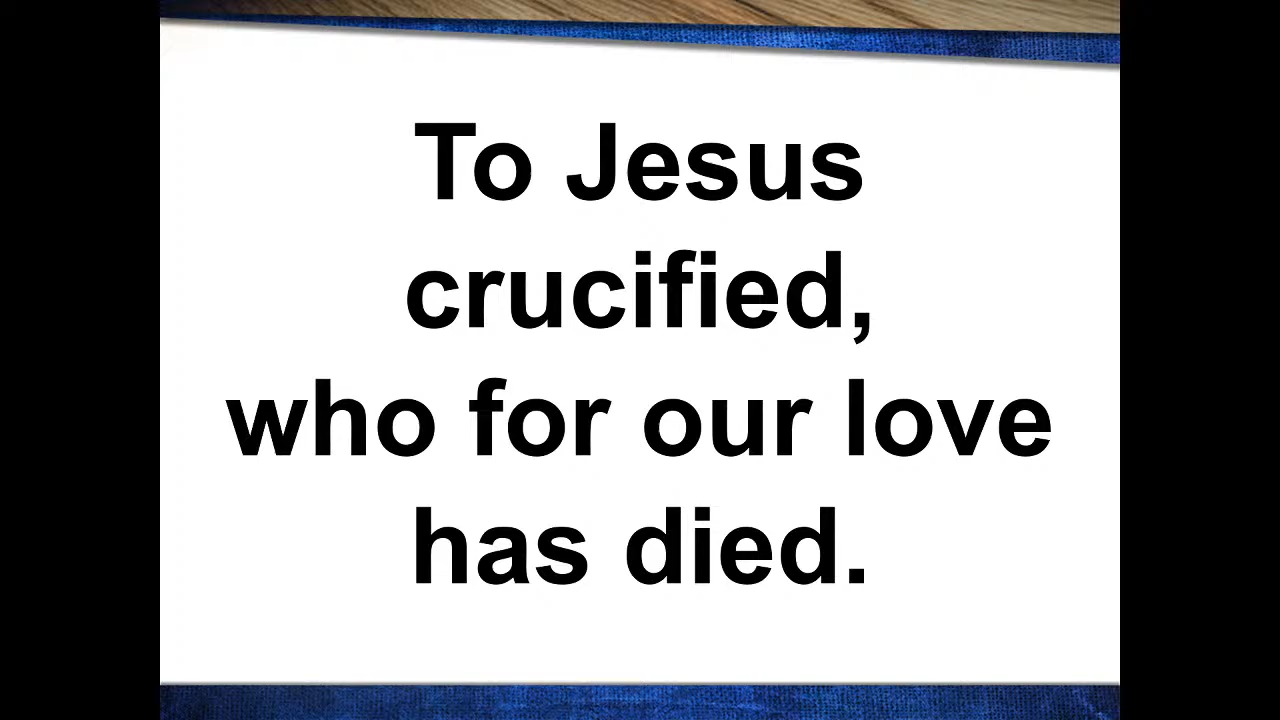 To Jesus
crucified,
who for our love
has died.